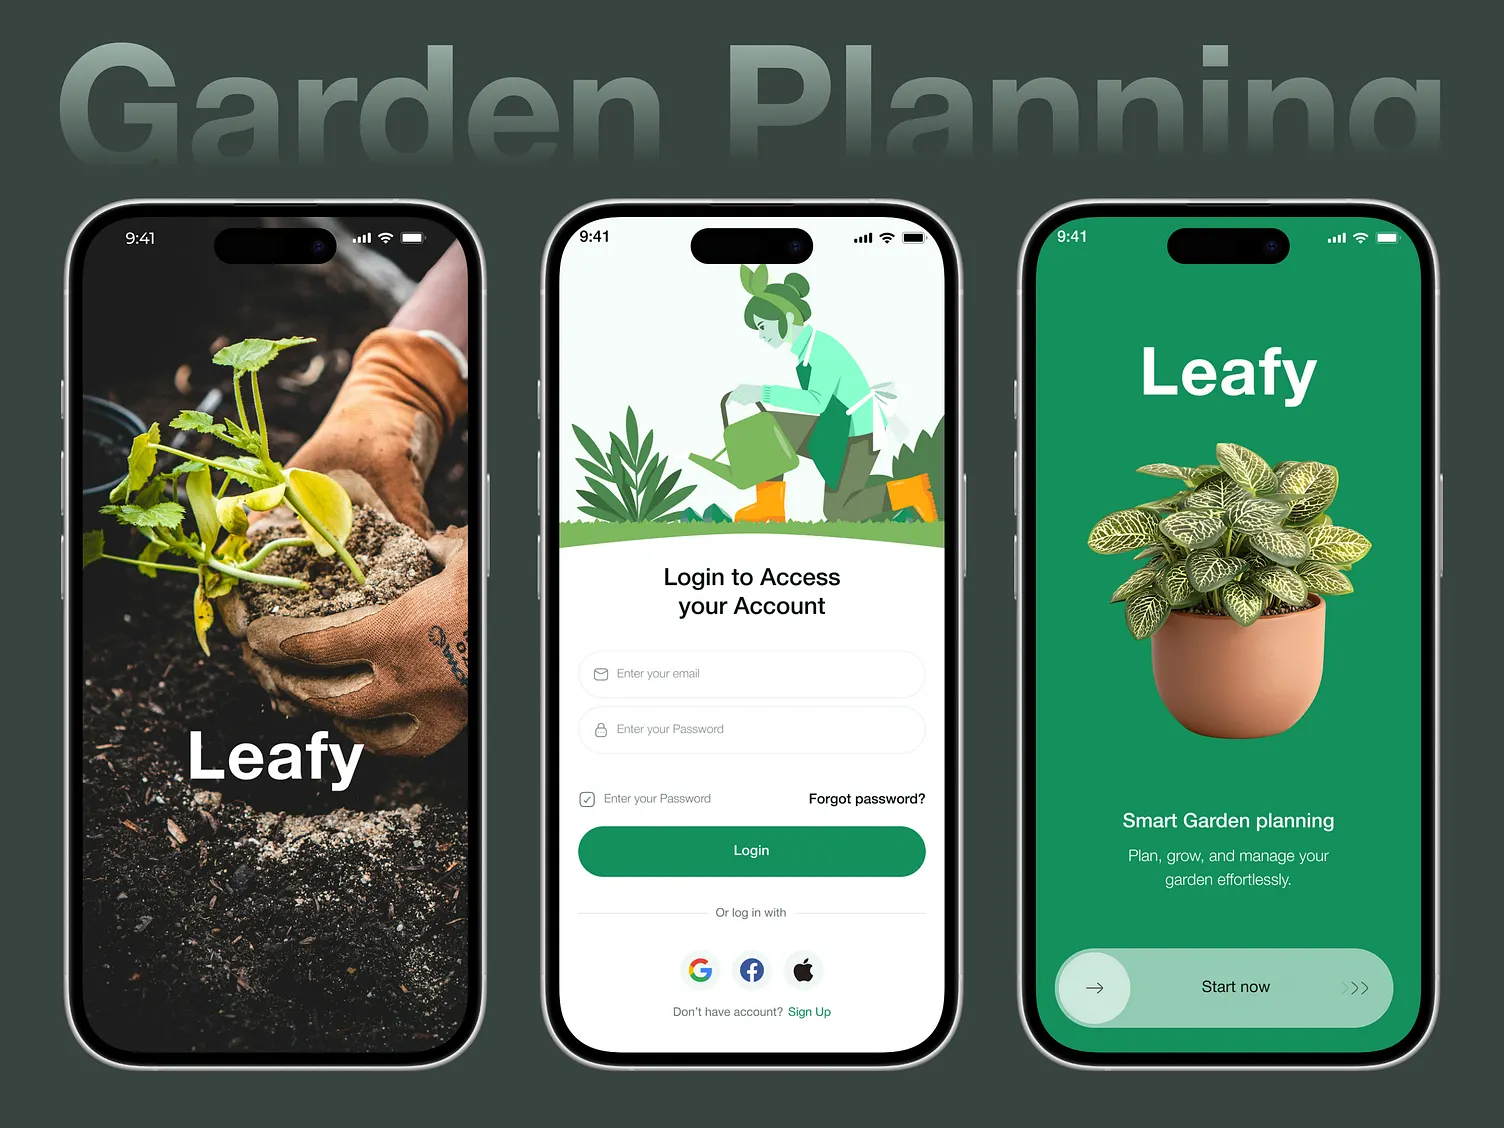 Garden Planning
9:41
Leafy
9:41
Login to Access
your Account
Enter your email
Enter your Password
Enter your Password
Forgot password?
Login
Or log in with
Don't have account? Sign Up
9:41
Leafy
Smart Garden planning
Plan, grow, and manage your
garden effortlessly.
Start now